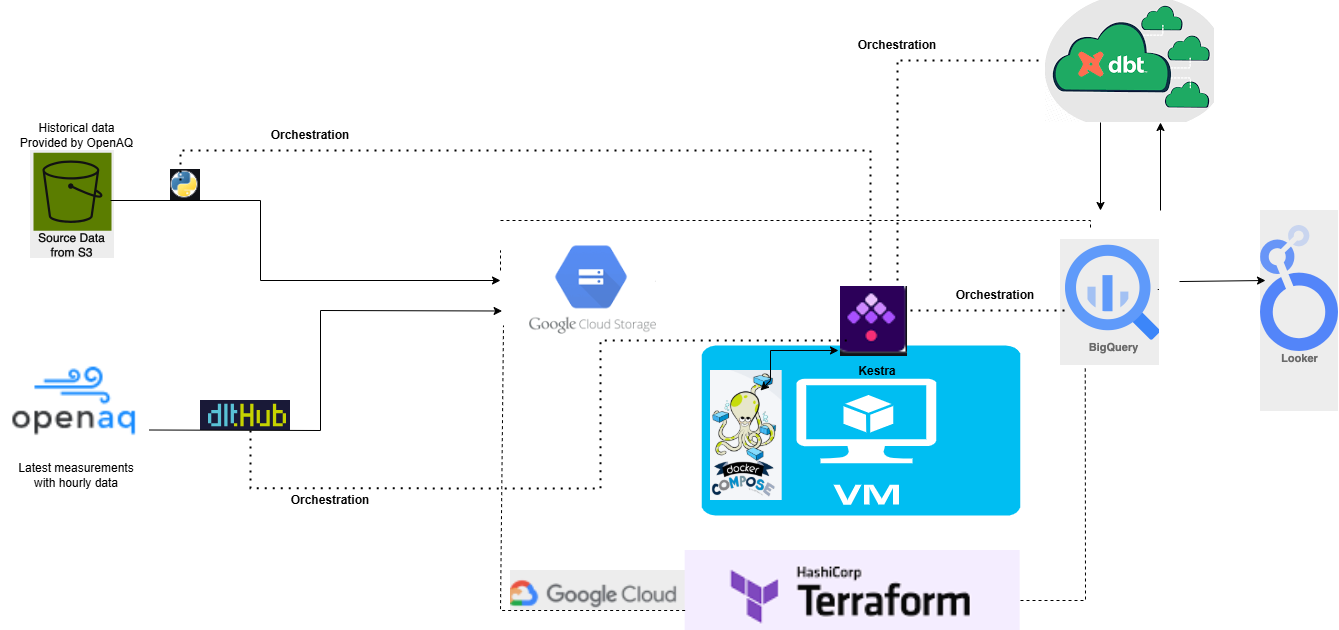 Orchestration
dbt
Historical data
Provided by OpenAQ
Orchestration
Source Data
from S3
Google Cloud Storage
Orchestration
BigQuery
Looker
openaq
dltHub
Kestra
docker
COMPOSE
VM
Latest measurements
with hourly data
Orchestration
Google Cloud
HashiCorp
Terraform